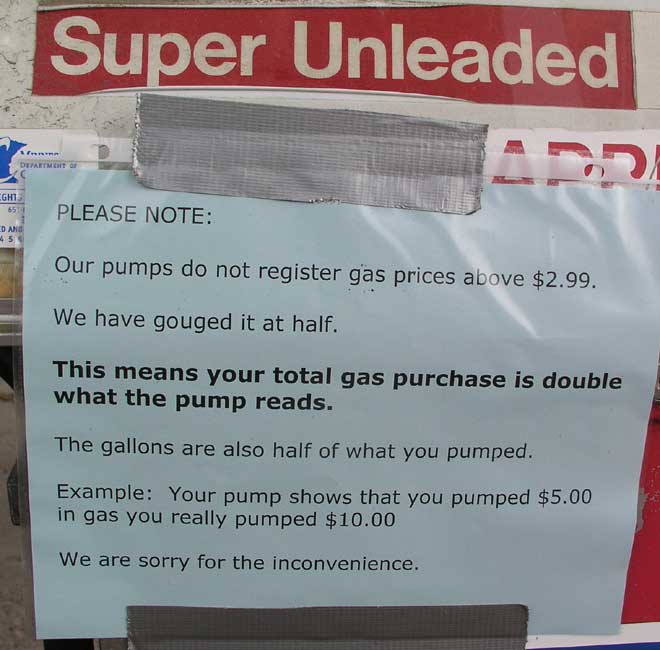 Super Unleaded
DEPARTMENT OF
PLEASE NOTE:
Our pumps do not register gas prices above $2.99.
We have gouged it at half.
This means your total gas purchase is double
what the pump reads.
The gallons are also half of what you pumped.
Example: Your pump shows that you pumped $5.00
in gas you really pumped $10.00
We are sorry for the inconvenience.